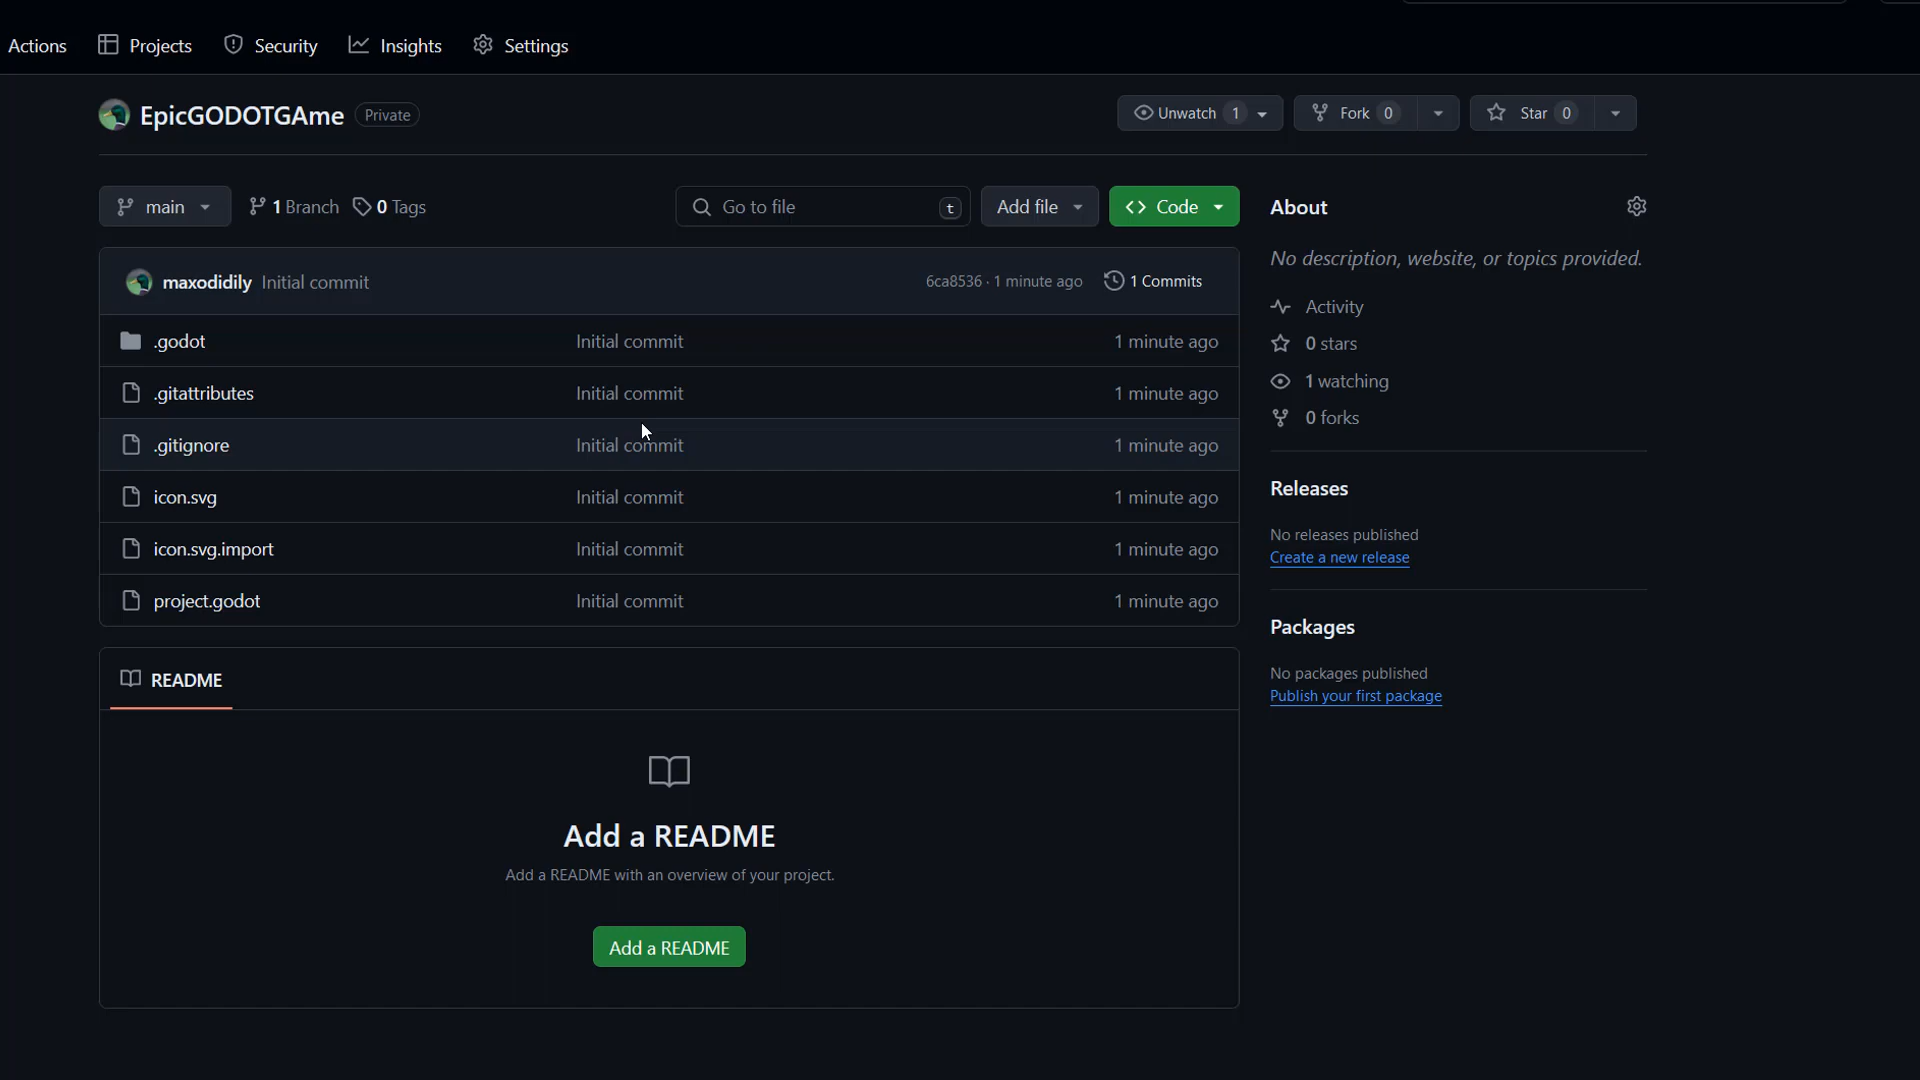 Actions Projects Security Insights Settings
EpicGODOTGAme Private Unwatch 1 Fork 0 Star 0
main 1 Branch 0 Tags Go to file t Add file Code
maxodidily Initial commit 6ca8536 · 1 minute ago 1 Commits
.godot Initial commit 1 minute ago
.gitattributes Initial commit 1 minute ago
.gitignore Initial commit 1 minute ago
icon.svg Initial commit 1 minute ago
icon.svg.import Initial commit 1 minute ago
project.godot Initial commit 1 minute ago
README
Add a README
Add a README with an overview of your project.
Add a README
About
No description, website, or topics provided.
Activity
0 stars
1 watching
0 forks
Releases
No releases published
Create a new release
Packages
No packages published
Publish your first package